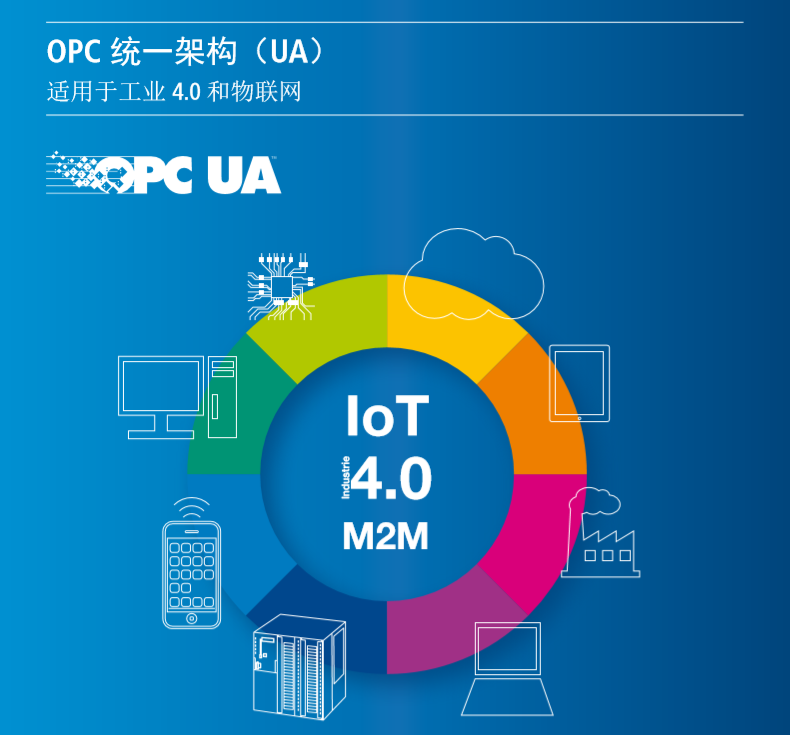 OPC 统一架构（UA）
适用于工业 4.0 和物联网
OPC UA™
IoT
Industrie 4.0
M2M